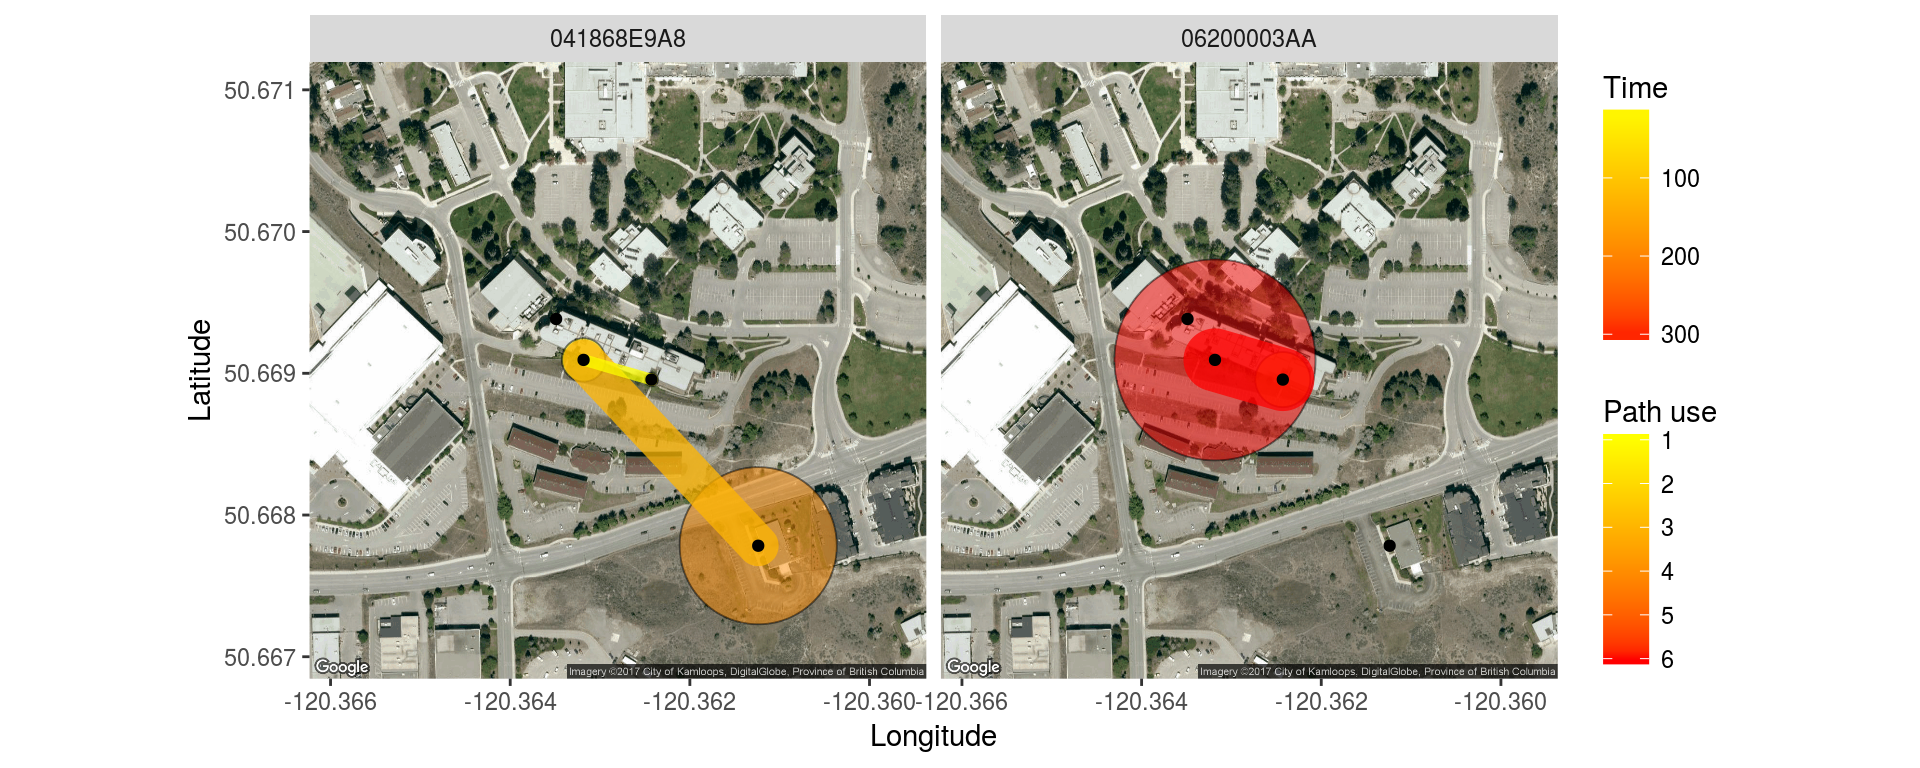 041868E9A8
06200003AA
50.671
50.670
50.669
50.668
50.667
Latitude
Google
Imagery ©2017 City of Kamloops, DigitalGlobe, Province of British Columbia
Google
Imagery ©2017 City of Kamloops, DigitalGlobe, Province of British Columbia
-120.366
-120.364
-120.362
-120.360
-120.366
-120.364
-120.362
-120.360
Longitude
Time
100
200
300
Path use
1
2
3
4
5
6